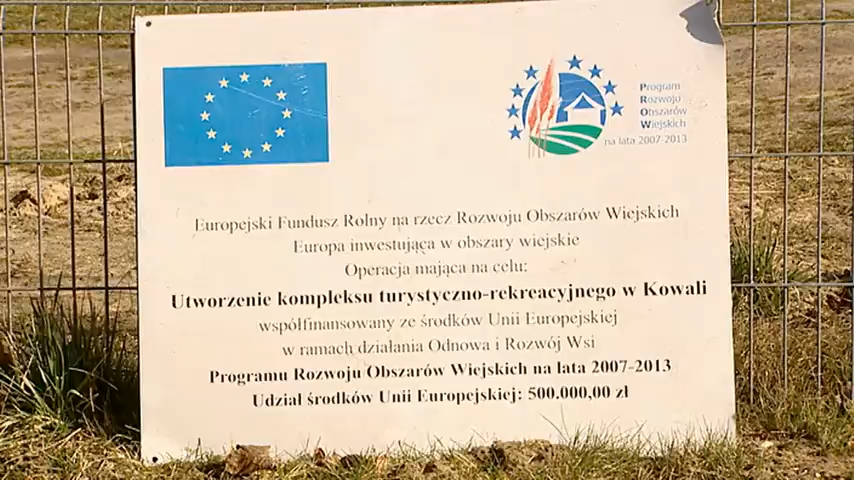 Program
Rozwoju
Obszarów
Wiejskich
na lata 2007-2013
Europejski Fundusz Rolny na rzecz Rozwoju Obszarów Wiejskich
Europa inwestująca w obszary wiejskie
Operacja mająca na celu:
Utworzenie kompleksu turystyczno-rekreacyjnego w Kowali
współfinansowany ze środków Unii Europejskiej
w ramach działania Odnowa i Rozwój Wsi
Programu Rozwoju Obszarów Wiejskich na lata 2007-2013
Udział środków Unii Europejskiej: 500.000,00 zł